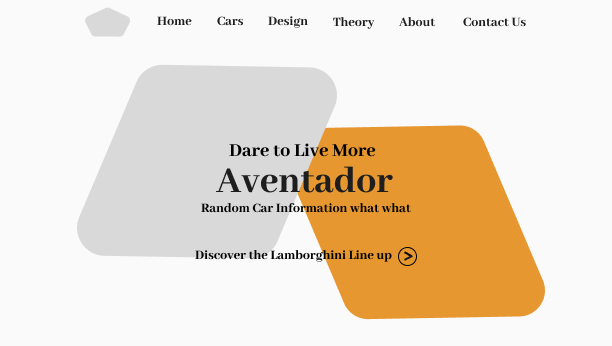 Home Cars Design Theory About Contact Us
Dare to Live More
Aventador
Random Car Information what what
Discover the Lamborghini Line up >